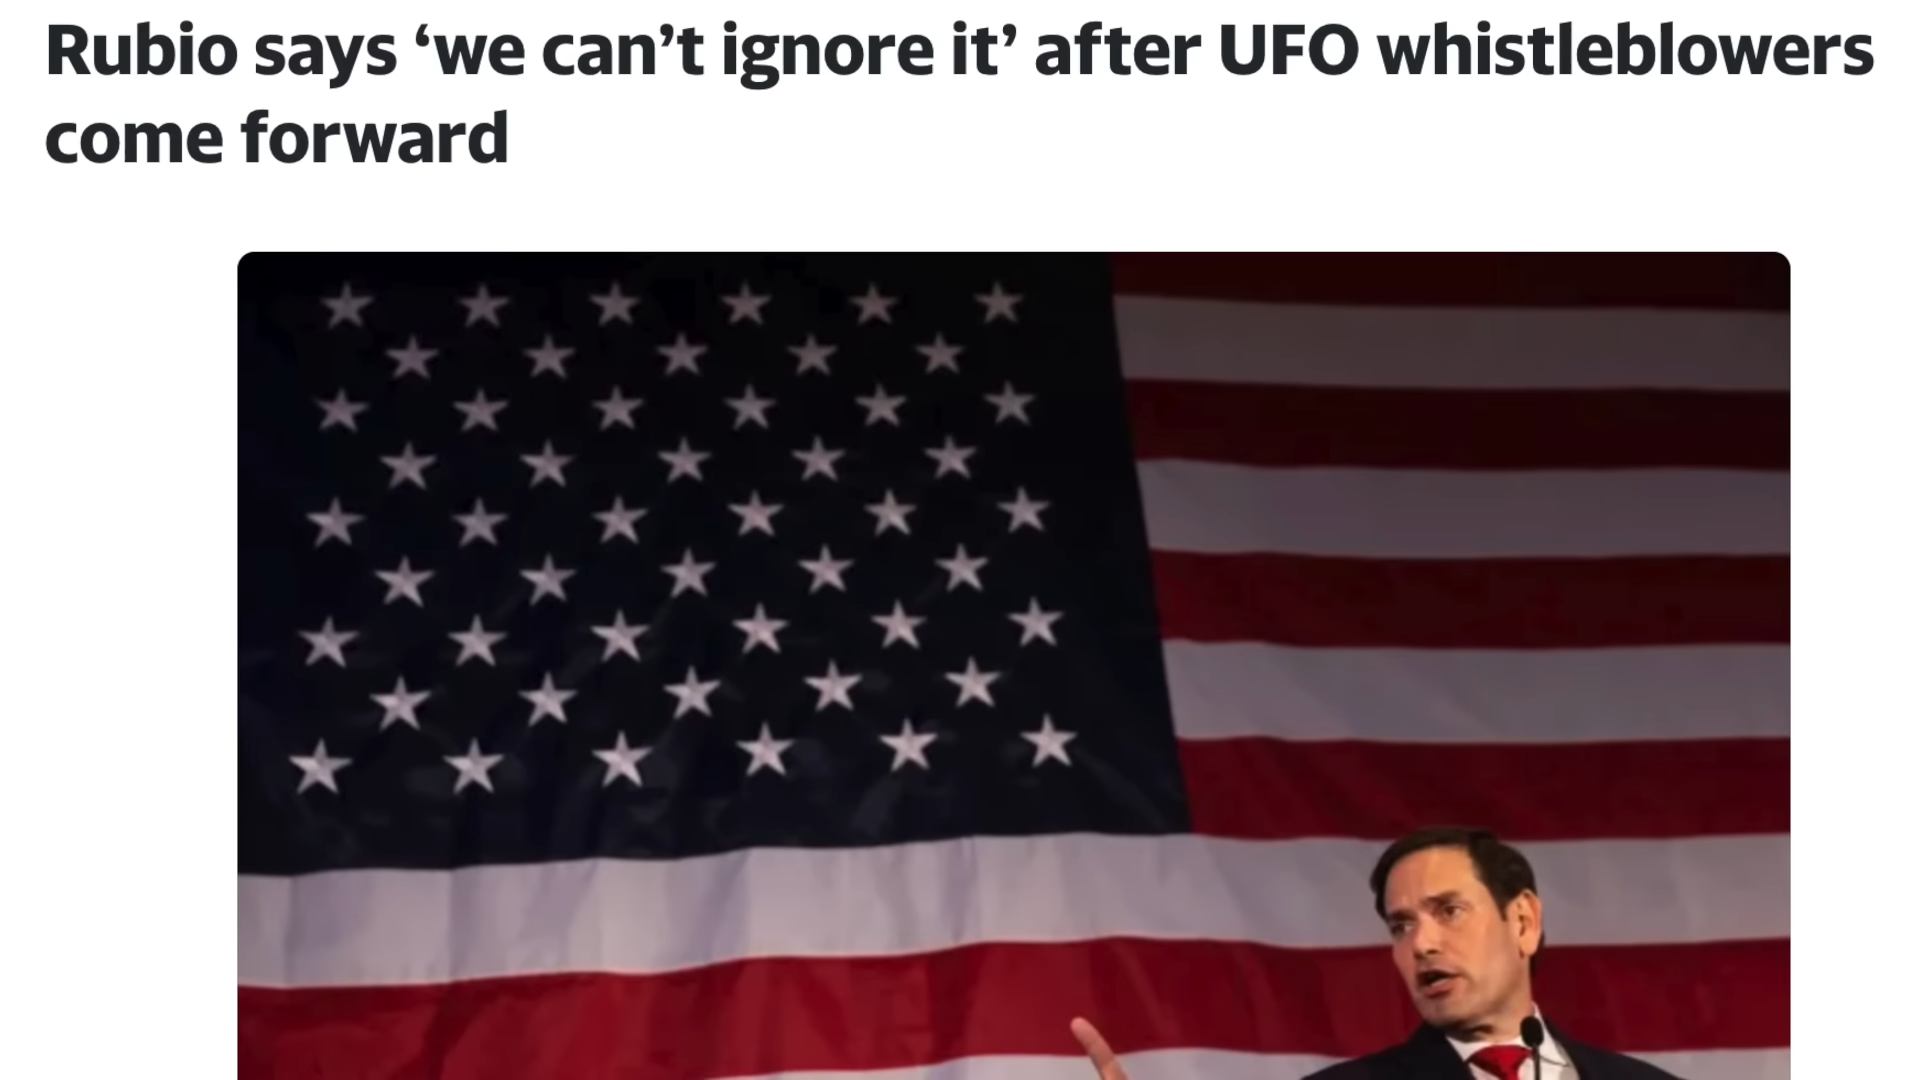 Rubio says ‘we can’t ignore it’ after UFO whistleblowers
come forward